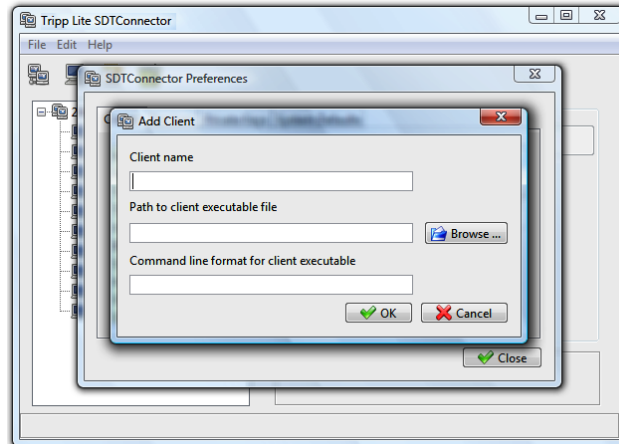 Tripp Lite SDTConnector
File Edit Help
SDTConnector Preferences
2
Add Client
Client name
Path to client executable file
Browse ...
Command line format for client executable
OK
Cancel
Close